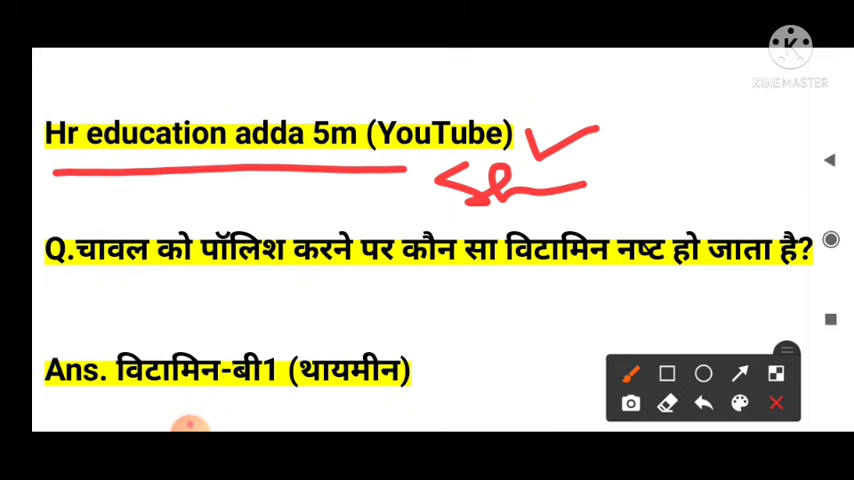 K
KINEMASTER
Hr education adda 5m (YouTube)
Q.चावल को पॉलिश करने पर कौन सा विटामिन नष्ट हो जाता है?
Ans. विटामिन-बी1 (थायमीन)